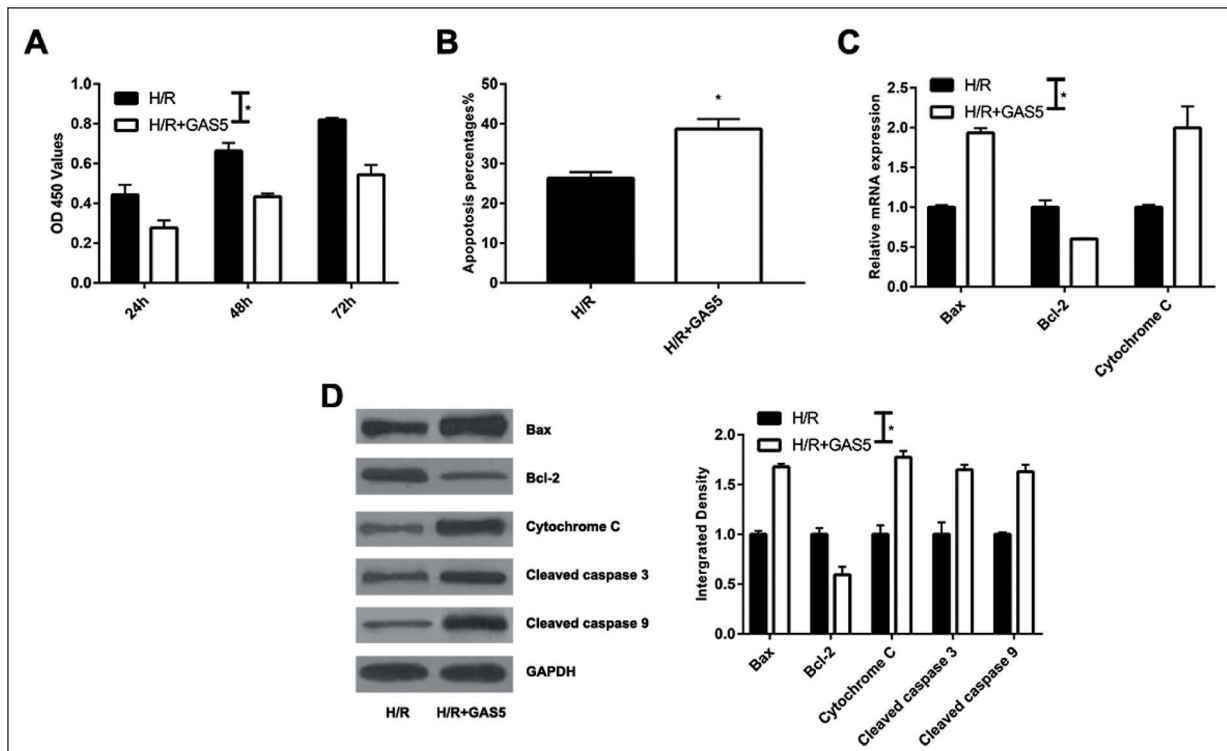 A
H/R
H/R+GAS5
*
OD 450 Values
1.0
0.8
0.6
0.4
0.2
0.0
24h
48h
72h
B
Apopotosis percentages%
50
40
30
20
10
0
*
H/R
H/R+GAS5
C
H/R
H/R+GAS5
*
Relative mRNA expression
2.5
2.0
1.5
1.0
0.5
0.0
Bax
Bcl-2
Cytochrome C
D
Bax
Bcl-2
Cytochrome C
Cleaved caspase 3
Cleaved caspase 9
GAPDH
H/R H/R+GAS5
H/R
H/R+GAS5
*
Intergrated Density
2.0
1.5
1.0
0.5
0.0
Bax
Bcl-2
Cytochrome C
Cleaved caspase 3
Cleaved caspase 9